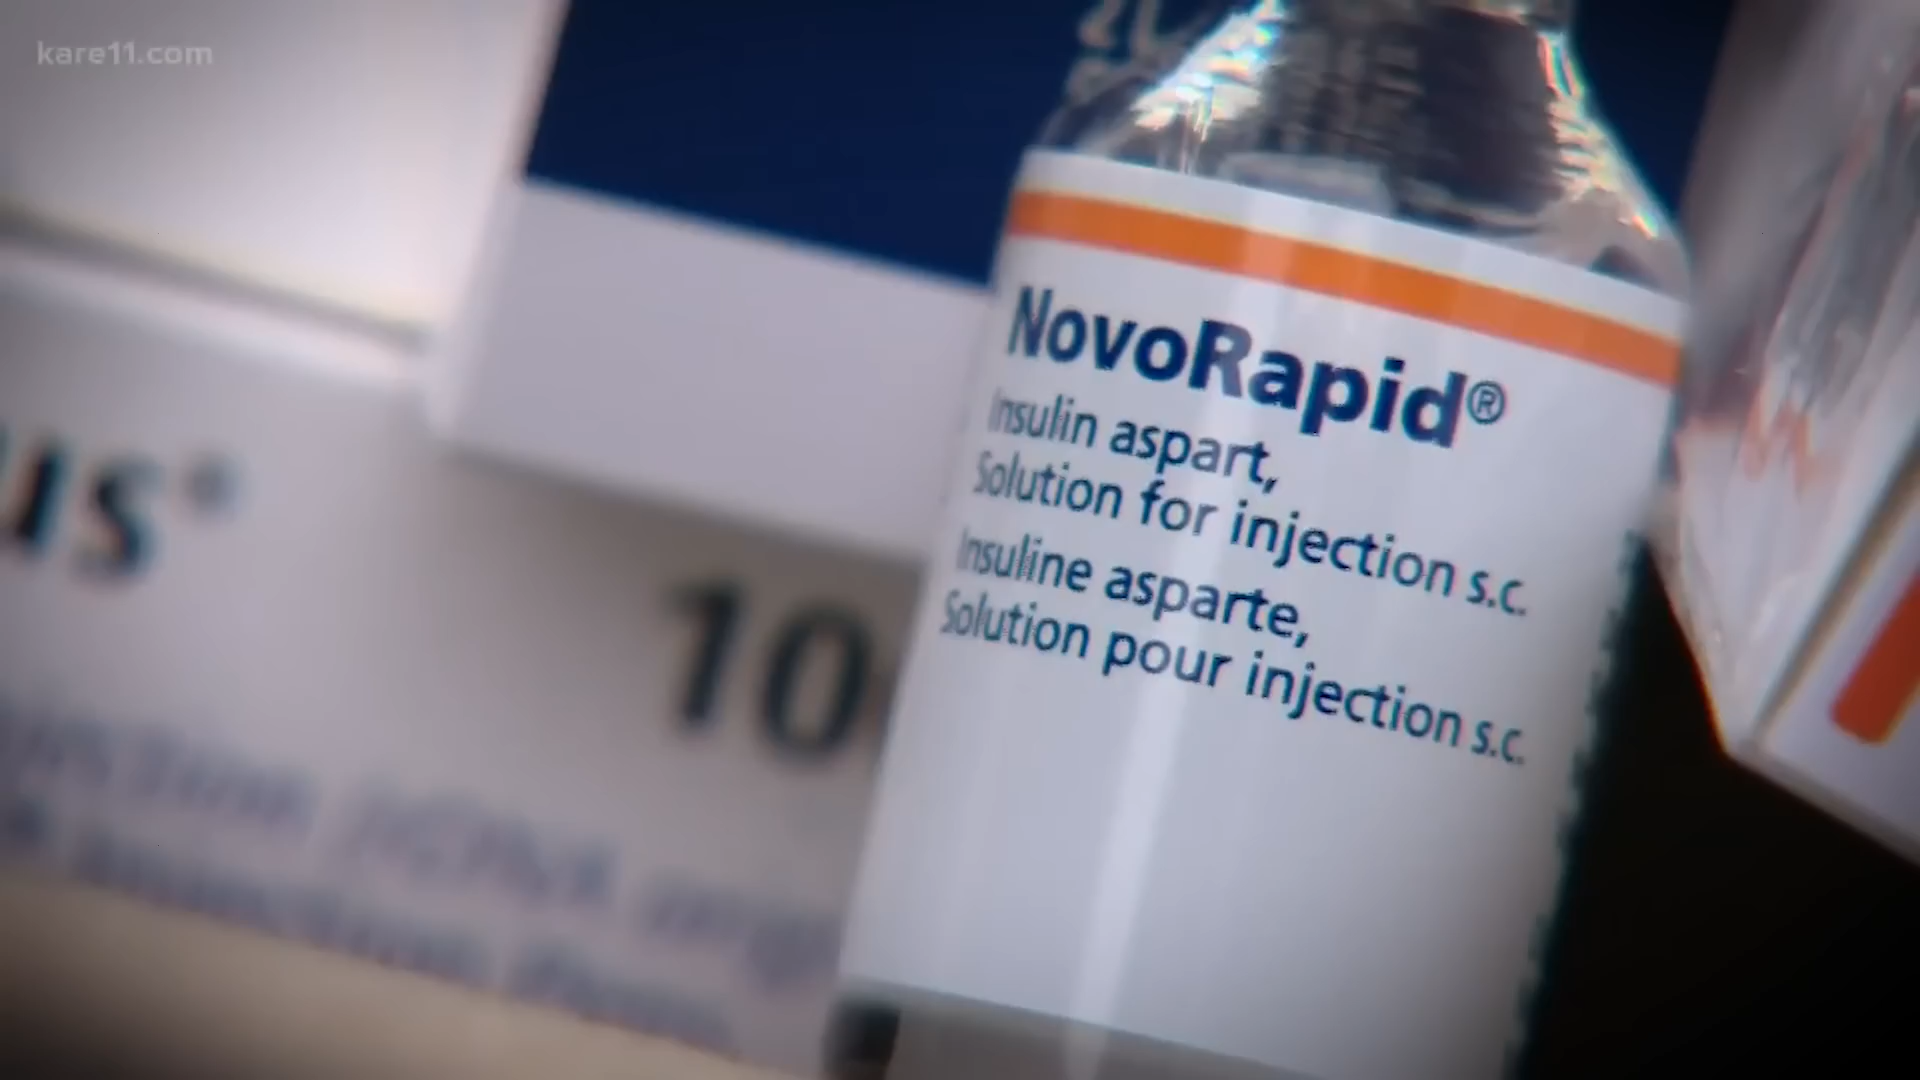 kare11.com
NovoRapid®
Insulin aspart,
Solution for injection s.c.
Insuline asparte,
Solution pour injection s.c.
us®
10